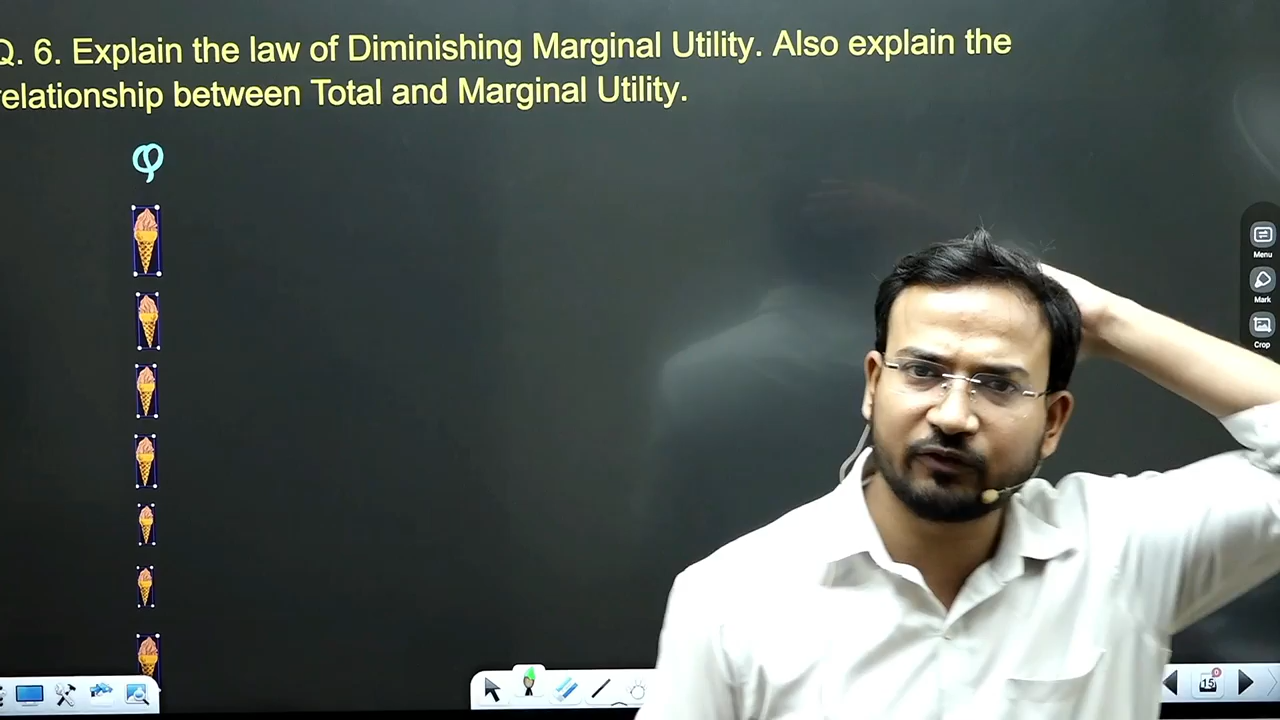 Q. 6. Explain the law of Diminishing Marginal Utility. Also explain the
relationship between Total and Marginal Utility.
φ
Menu
Mark
Crop
15
0